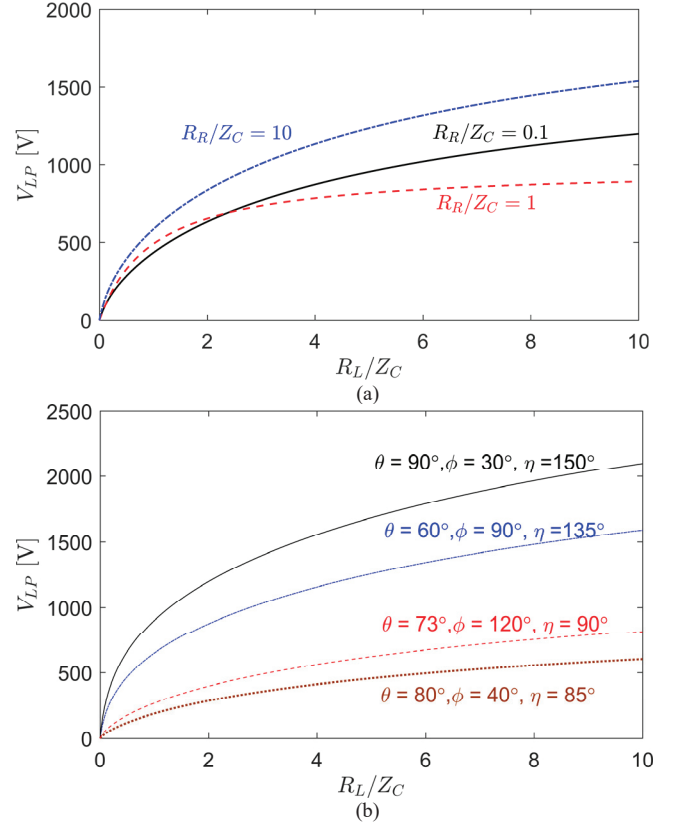 2000
1500
1000
500
0
V_{LP} [V]
R_R/Z_C = 10
R_R/Z_C = 0.1
R_R/Z_C = 1
0 2 4 6 8 10
R_L/Z_C
(a)
2500
2000
1500
1000
500
0
V_{LP} [V]
θ = 90°,ϕ = 30°, η =150°
θ = 60°,ϕ = 90°, η =135°
θ = 73°,ϕ = 120°, η = 90°
θ = 80°,ϕ = 40°, η = 85°
0 2 4 6 8 10
R_L/Z_C
(b)